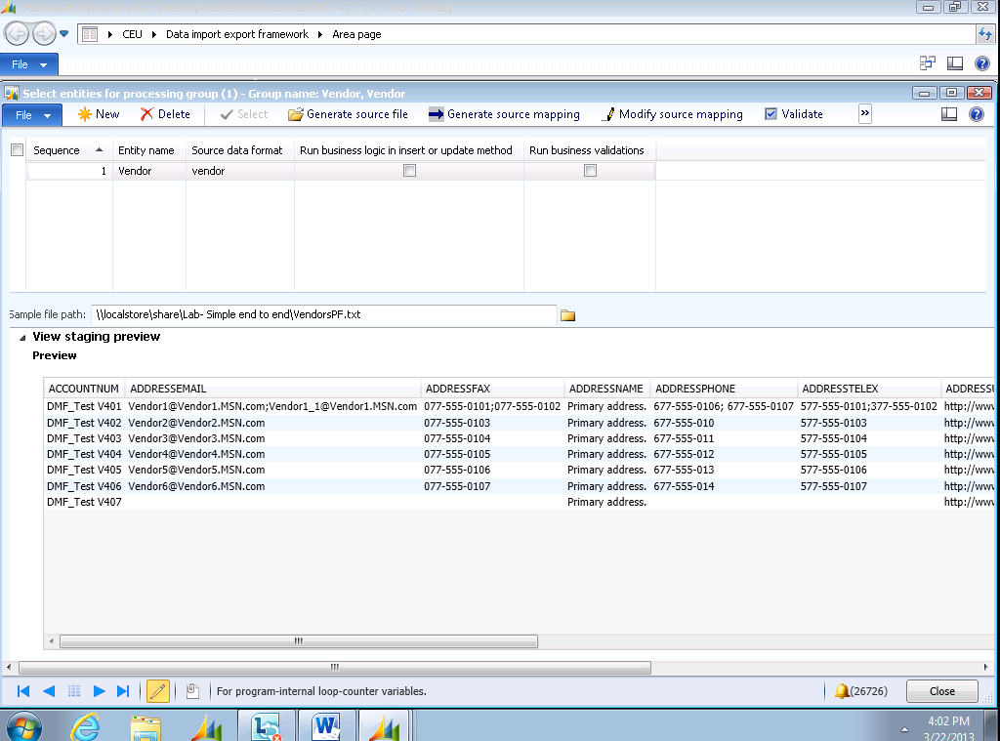 CEU Data import export framework Area page
File
Select entities for processing group (1) - Group name: Vendor, Vendor
File New Delete Select Generate source file Generate source mapping Modify source mapping Validate »
Sequence Entity name Source data format Run business logic in insert or update method Run business validations
1 Vendor vendor
Sample file path: \\localstore\share\Lab- Simple end to end\VendorsPF.txt
View staging preview
Preview
ACCOUNTNUM ADDRESSEMAIL ADDRESSFAX ADDRESSNAME ADDRESSPHONE ADDRESSTELEX ADDRESSU
DMF_Test V401 Vendor1@Vendor1.MSN.com;Vendor1_1@Vendor1.MSN.com 077-555-0101;077-555-0102 Primary address. 677-555-0106; 677-555-0107 577-555-0101;377-555-0102 http://www
DMF_Test V402 Vendor2@Vendor2.MSN.com 077-555-0103 Primary address. 677-555-010 577-555-0103 http://www
DMF_Test V403 Vendor3@Vendor3.MSN.com 077-555-0104 Primary address. 677-555-011 577-555-0104 http://www
DMF_Test V404 Vendor4@Vendor4.MSN.com 077-555-0105 Primary address. 677-555-012 577-555-0105 http://www
DMF_Test V405 Vendor5@Vendor5.MSN.com 077-555-0106 Primary address. 677-555-013 577-555-0106 http://www
DMF_Test V406 Vendor6@Vendor6.MSN.com 077-555-0107 Primary address. 677-555-014 577-555-0107 http://www
DMF_Test V407 Primary address. http://www
For program-internal loop-counter variables. (26726) Close
4:02 PM
3/22/2013